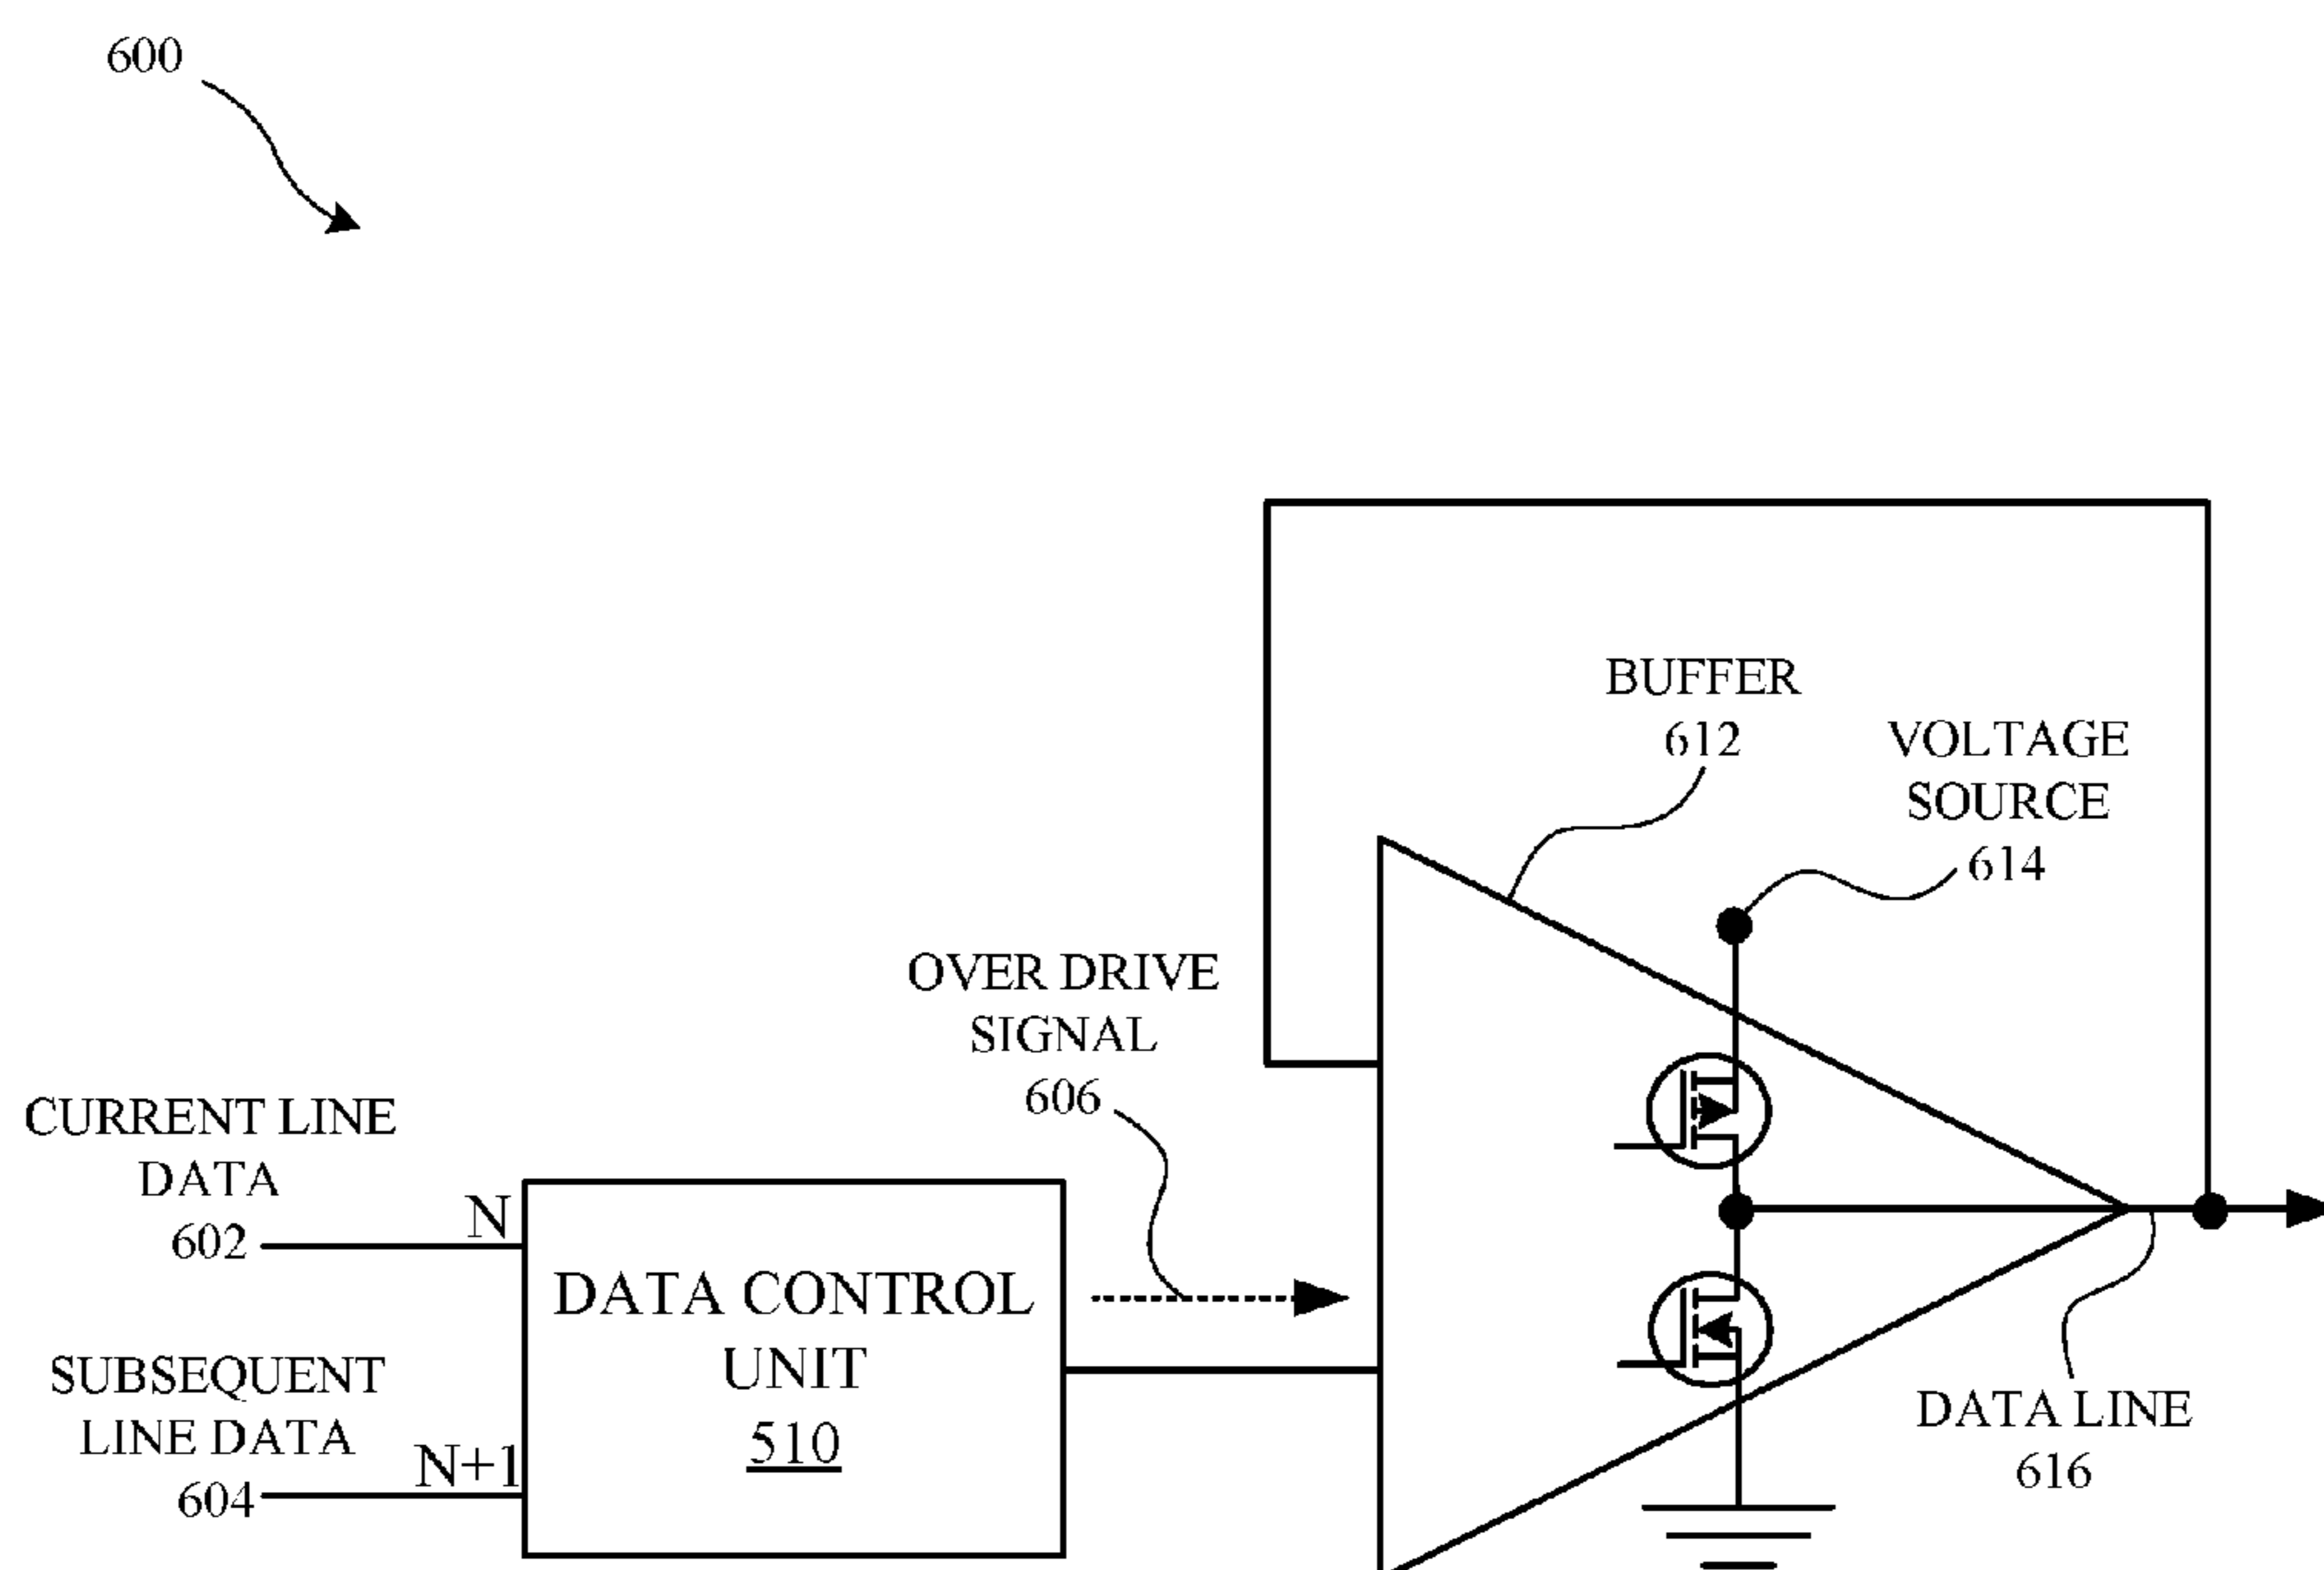 600
BUFFER
612
VOLTAGE
SOURCE
614
OVER DRIVE
SIGNAL
606
CURRENT LINE
DATA
602
N
SUBSEQUENT
LINE DATA
604
N+1
DATA CONTROL
UNIT
510
DATA LINE
616